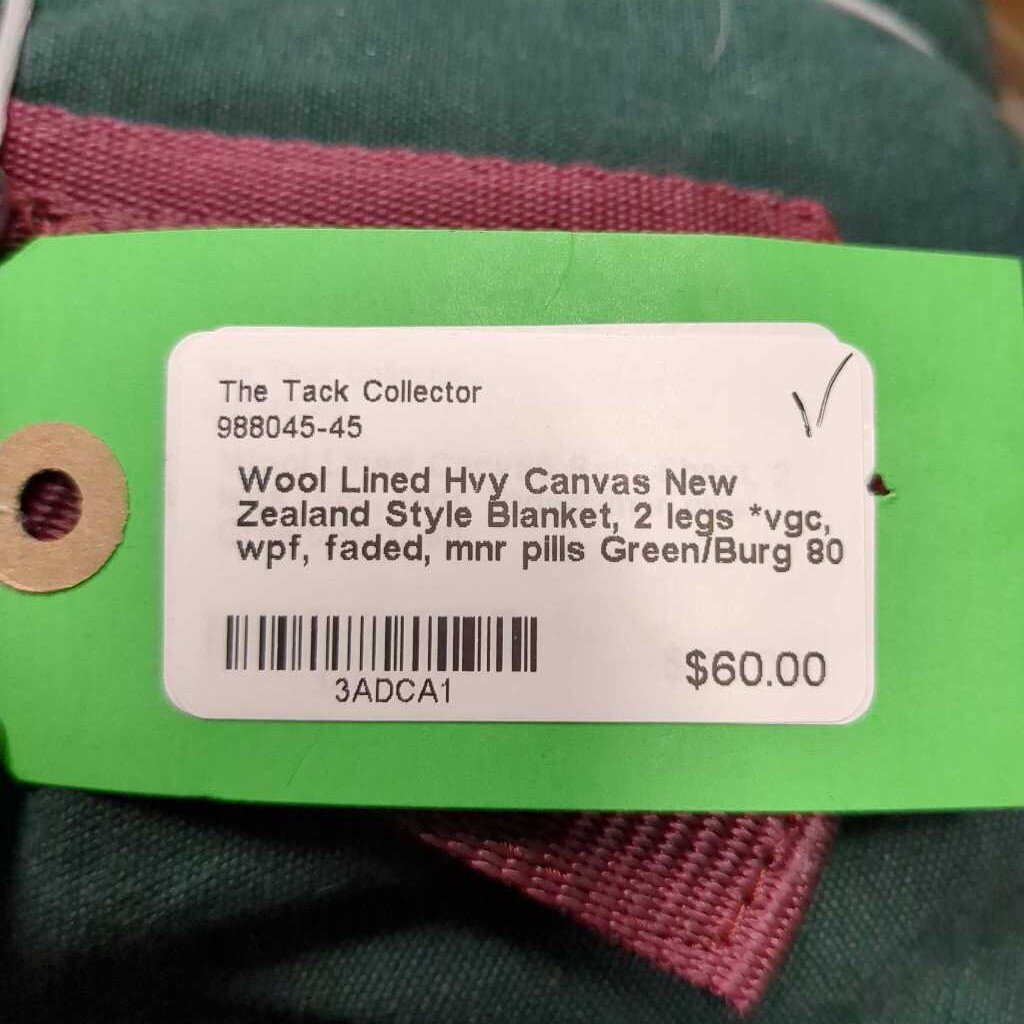 The Tack Collector
988045-45
Wool Lined Hvy Canvas New
Zealand Style Blanket, 2 legs *vgc,
wpf, faded, mnr pills Green/Burg 80
3ADCA1
$60.00